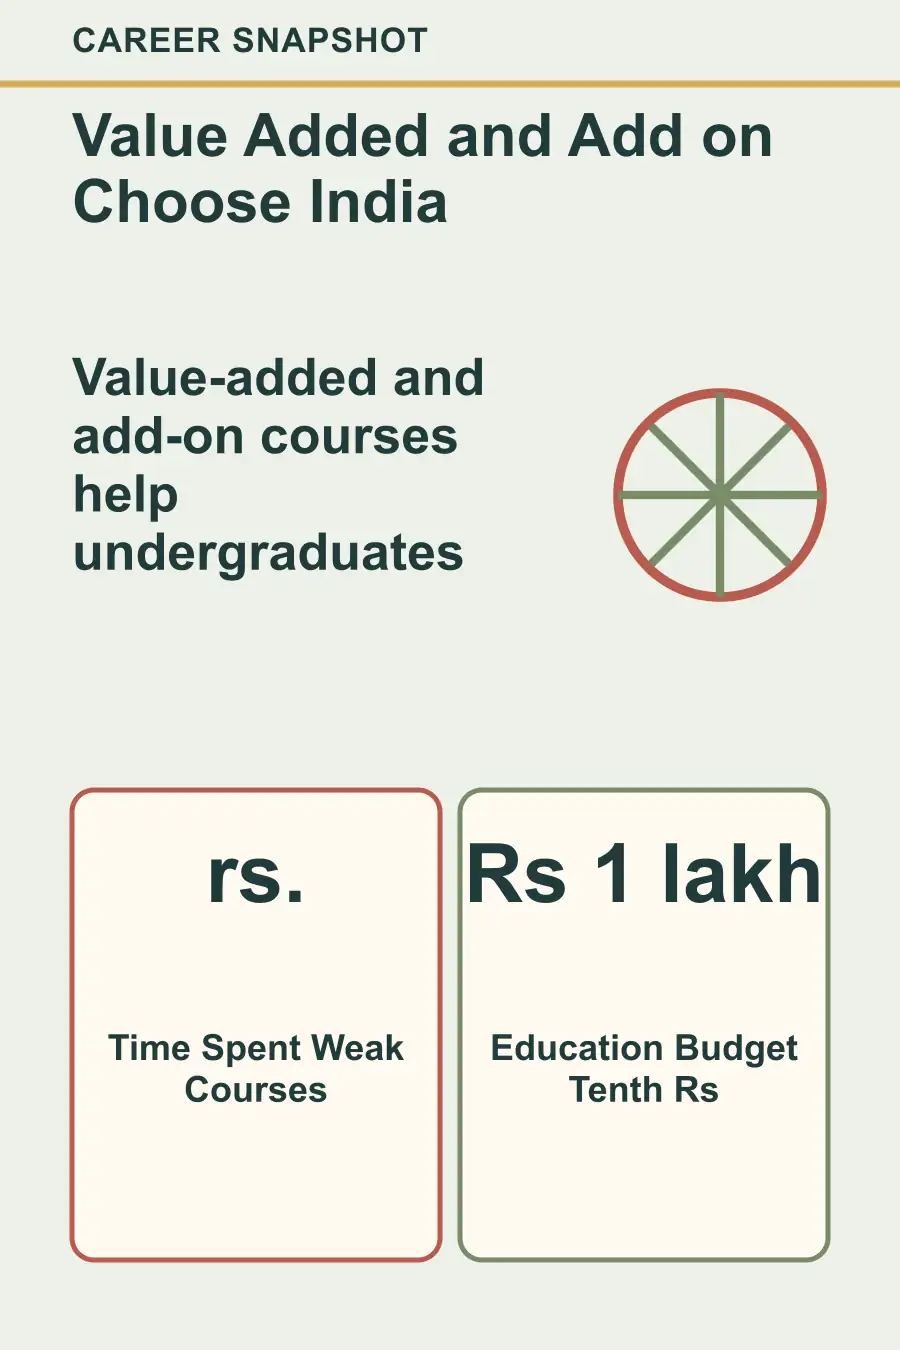 CAREER SNAPSHOT
Value Added and Add on
Choose India
Value-added and
add-on courses
help
undergraduates
rs.
Time Spent Weak
Courses
Rs 1 lakh
Education Budget
Tenth Rs